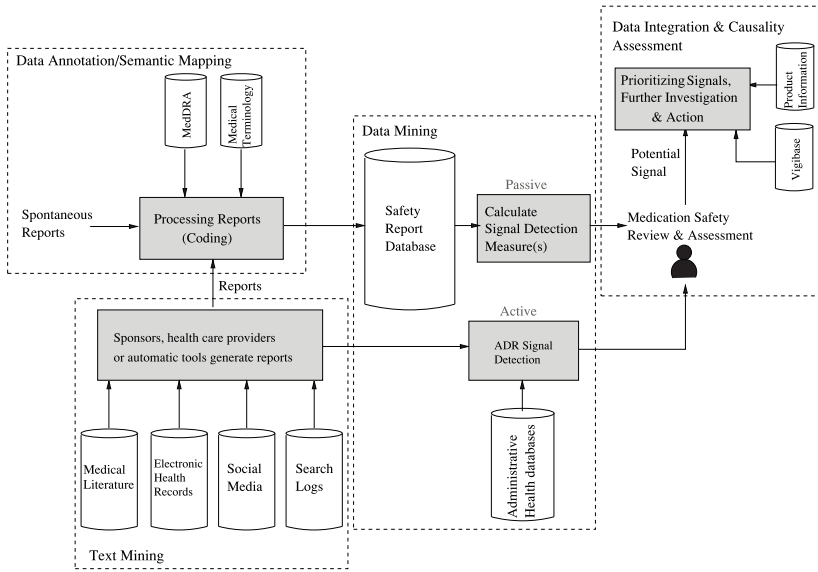 Data Annotation/Semantic Mapping
MedDRA
Medical
Terminology
Spontaneous
Reports
Processing Reports
(Coding)
Reports
Sponsors, health care providers
or automatic tools generate reports
Medical
Literature
Electronic
Health
Records
Social
Media
Search
Logs
Text Mining
Data Mining
Safety
Report
Database
Passive
Calculate
Signal Detection
Measure(s)
Active
ADR Signal
Detection
Administrative
Health databases
Data Integration & Causality
Assessment
Prioritizing Signals,
Further Investigation
& Action
Product
Information
Vigibase
Potential
Signal
Medication Safety
Review & Assessment